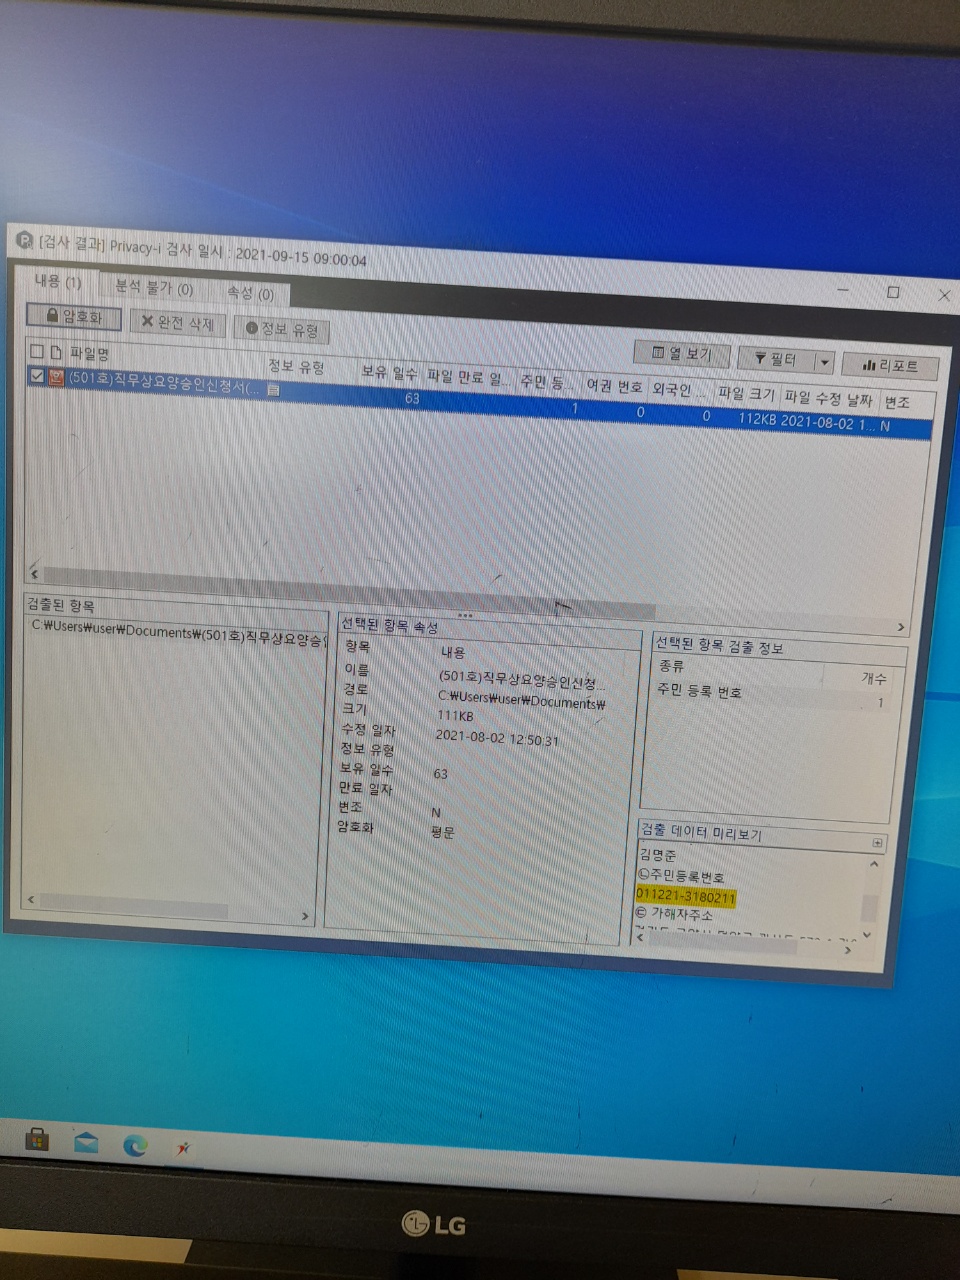 [검사 결과] Privacy-i 검사 일시 : 2021-09-15 09:00:04
내용 (1) 분석 불가 (0) 속성 (0)
암호화 완전 삭제 정보 유형
열 보기 필터 리포트
파일명 정보 유형 보유 일수 파일 만료 일... 주민 등 여권 번호 외국인 ... 파일 크기 파일 수정 날짜 변조
(501호)직무상요양승인신청서(... 63 1 0 0 112KB 2021-08-02 1... N
검출된 항목
C:₩Users₩user₩Documents₩(501호)직무상요양승인
선택된 항목 속성
항목 내용
이름 (501호)직무상요양승인신청...
경로 C:₩Users₩user₩Documents₩
크기 111KB
수정 일자 2021-08-02 12:50:31
정보 유형
보유 일수 63
만료 일자
변조 N
암호화 평문
선택된 항목 검출 정보
종류 개수
주민 등록 번호 1
검출 데이터 미리보기
김명준
㉡주민등록번호
011221-3180211
㉢ 가해자주소
LG